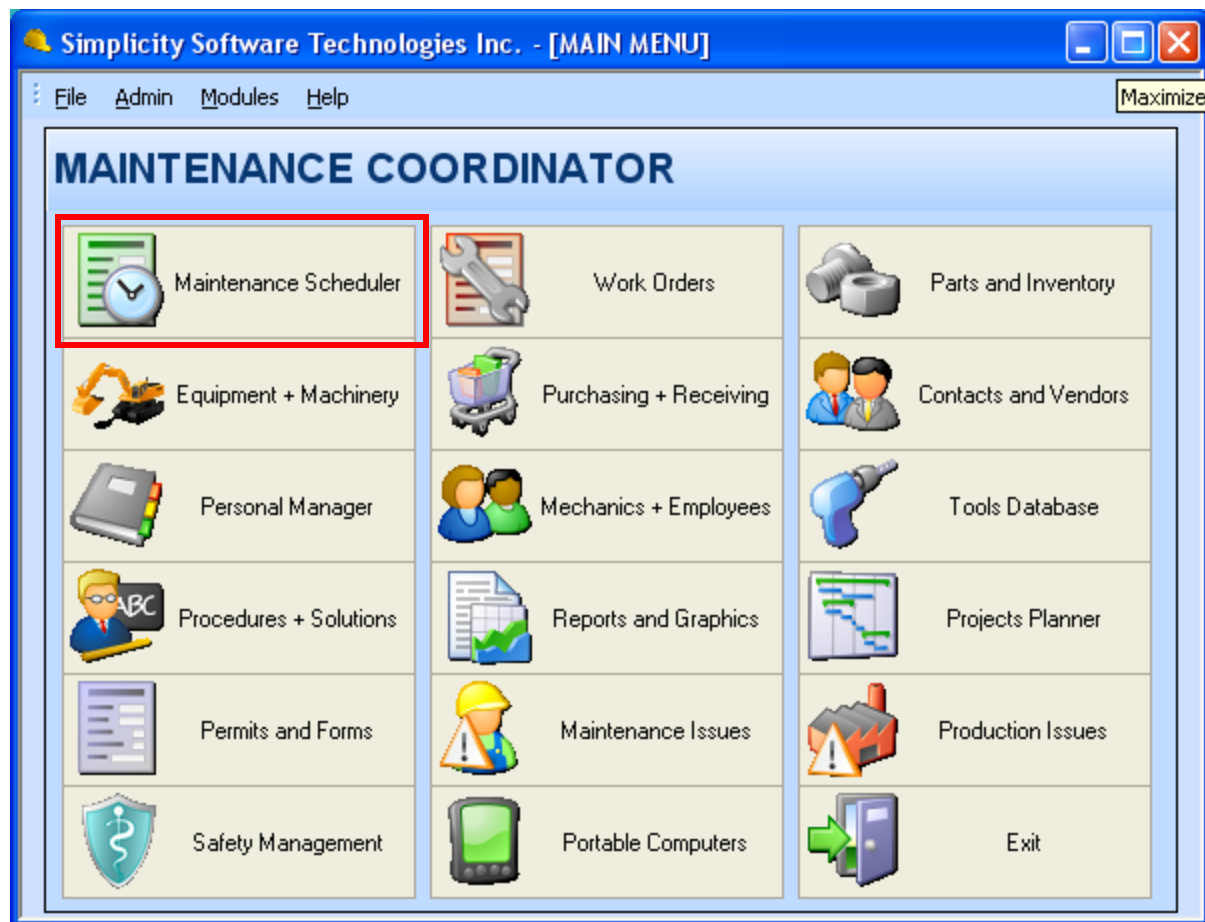 Simplicity Software Technologies Inc. - [MAIN MENU]
File Admin Modules Help
Maximize
MAINTENANCE COORDINATOR
Maintenance Scheduler
Work Orders
Parts and Inventory
Equipment + Machinery
Purchasing + Receiving
Contacts and Vendors
Personal Manager
Mechanics + Employees
Tools Database
ABC
Procedures + Solutions
Reports and Graphics
Projects Planner
Permits and Forms
Maintenance Issues
Production Issues
Safety Management
Portable Computers
Exit